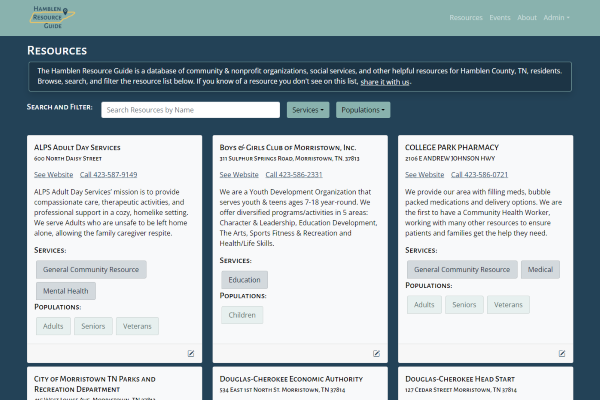 Hamblen
Resource
Guide
Resources Events About Admin
Resources
The Hamblen Resource Guide is a database of community & nonprofit organizations, social services, and other helpful resources for Hamblen County, TN, residents.
Browse, search, and filter the resource list below. If you know of a resource you don't see on this list, share it with us.
Search and Filter: Search Resources by Name Services Populations
ALPS Adult Day Services
600 North Daisy Street
See Website Call 423-587-9149
ALPS Adult Day Services' mission is to provide
compassionate care, therapeutic activities, and
professional support in a cozy, homelike setting.
We serve Adults who are unsafe to be left home
alone, allowing the family caregiver respite.
Services:
General Community Resource
Mental Health
Populations:
Adults Seniors Veterans
Boys & Girls Club of Morristown, Inc.
311 Sulphur Springs Road, Morristown, TN. 37813
See Website Call 423-586-2331
We are a Youth Development Organization that
serves youth & teens ages 7-18 year-round. We
offer diversified programs/activities in 5 areas:
Character & Leadership, Education Development,
The Arts, Sports Fitness & Recreation and
Health/Life Skills.
Services:
Education
Populations:
Children
COLLEGE PARK PHARMACY
2106 E ANDREW JOHNSON HWY
See Website Call 423-586-0721
We provide our area with filling meds, bubble
packed medications and delivery options. We are
the first to have a Community Health Worker,
working with many other resources to ensure
patients and families get the help they need.
Services:
General Community Resource Medical
Populations:
Adults Seniors Veterans
City of Morristown TN Parks and
Recreation Department
Douglas-Cherokee Economic Authority
534 East 1st North St. Morristown, TN 37814
Douglas-Cherokee Head Start
127 Cedar Street Morristown, TN 37814